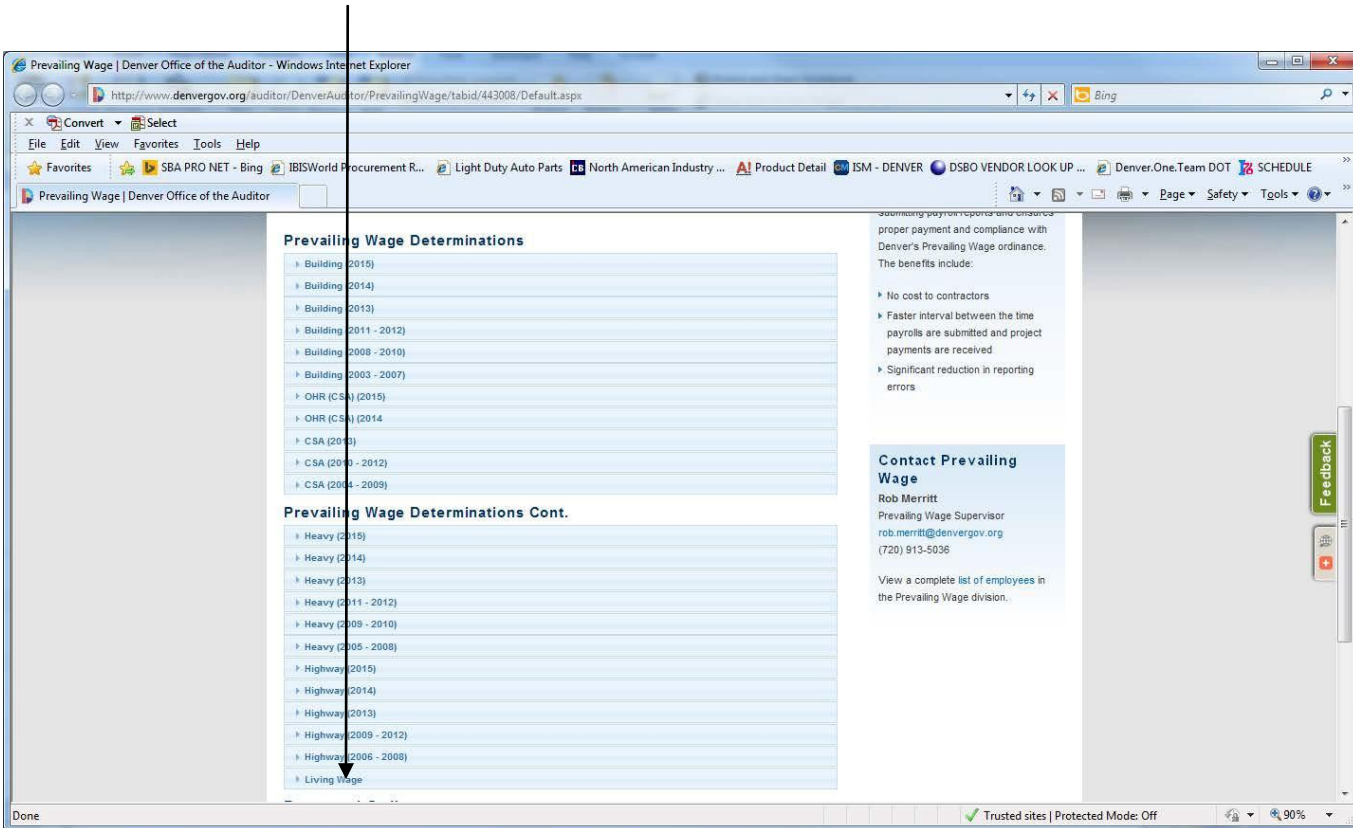 Prevailing Wage | Denver Office of the Auditor - Windows Internet Explorer
http://www.denvergov.org/auditor/DenverAuditor/PrevailingWage/tabid/443008/Default.aspx
Bing
Convert Select
File Edit View Favorites Tools Help
Favorites SBA PRO NET - Bing IBISWorld Procurement R... Light Duty Auto Parts CB North American Industry ... A! Product Detail ISM - DENVER DSBO VENDOR LOOK UP ... Denver.One.Team DOT SCHEDULE
Prevailing Wage | Denver Office of the Auditor
Page Safety Tools
Prevailing Wage Determinations
Building (2015)
Building (2014)
Building (2013)
Building (2011 - 2012)
Building (2008 - 2010)
Building (2003 - 2007)
OHR (CSA) (2015)
OHR (CSA) (2014
CSA (2013)
CSA (2010 - 2012)
CSA (2004 - 2009)
Prevailing Wage Determinations Cont.
Heavy (2015)
Heavy (2014)
Heavy (2013)
Heavy (2011 - 2012)
Heavy (2009 - 2010)
Heavy (2005 - 2008)
Highway (2015)
Highway (2014)
Highway (2013)
Highway (2009 - 2012)
Highway (2006 - 2008)
Living Wage
submitting payroll reports and ensures
proper payment and compliance with
Denver's Prevailing Wage ordinance.
The benefits include:
No cost to contractors
Faster interval between the time
payrolls are submitted and project
payments are received
Significant reduction in reporting
errors
Contact Prevailing
Wage
Rob Merritt
Prevailing Wage Supervisor
rob.merritt@denvergov.org
(720) 913-5036
View a complete list of employees in
the Prevailing Wage division.
Feedback
Done
Trusted sites | Protected Mode: Off
90%